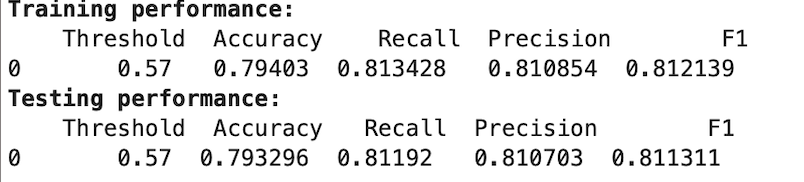 Training performance:
Threshold Accuracy Recall Precision F1
0 0.57 0.79403 0.813428 0.810854 0.812139
Testing performance:
Threshold Accuracy Recall Precision F1
0 0.57 0.793296 0.81192 0.810703 0.811311